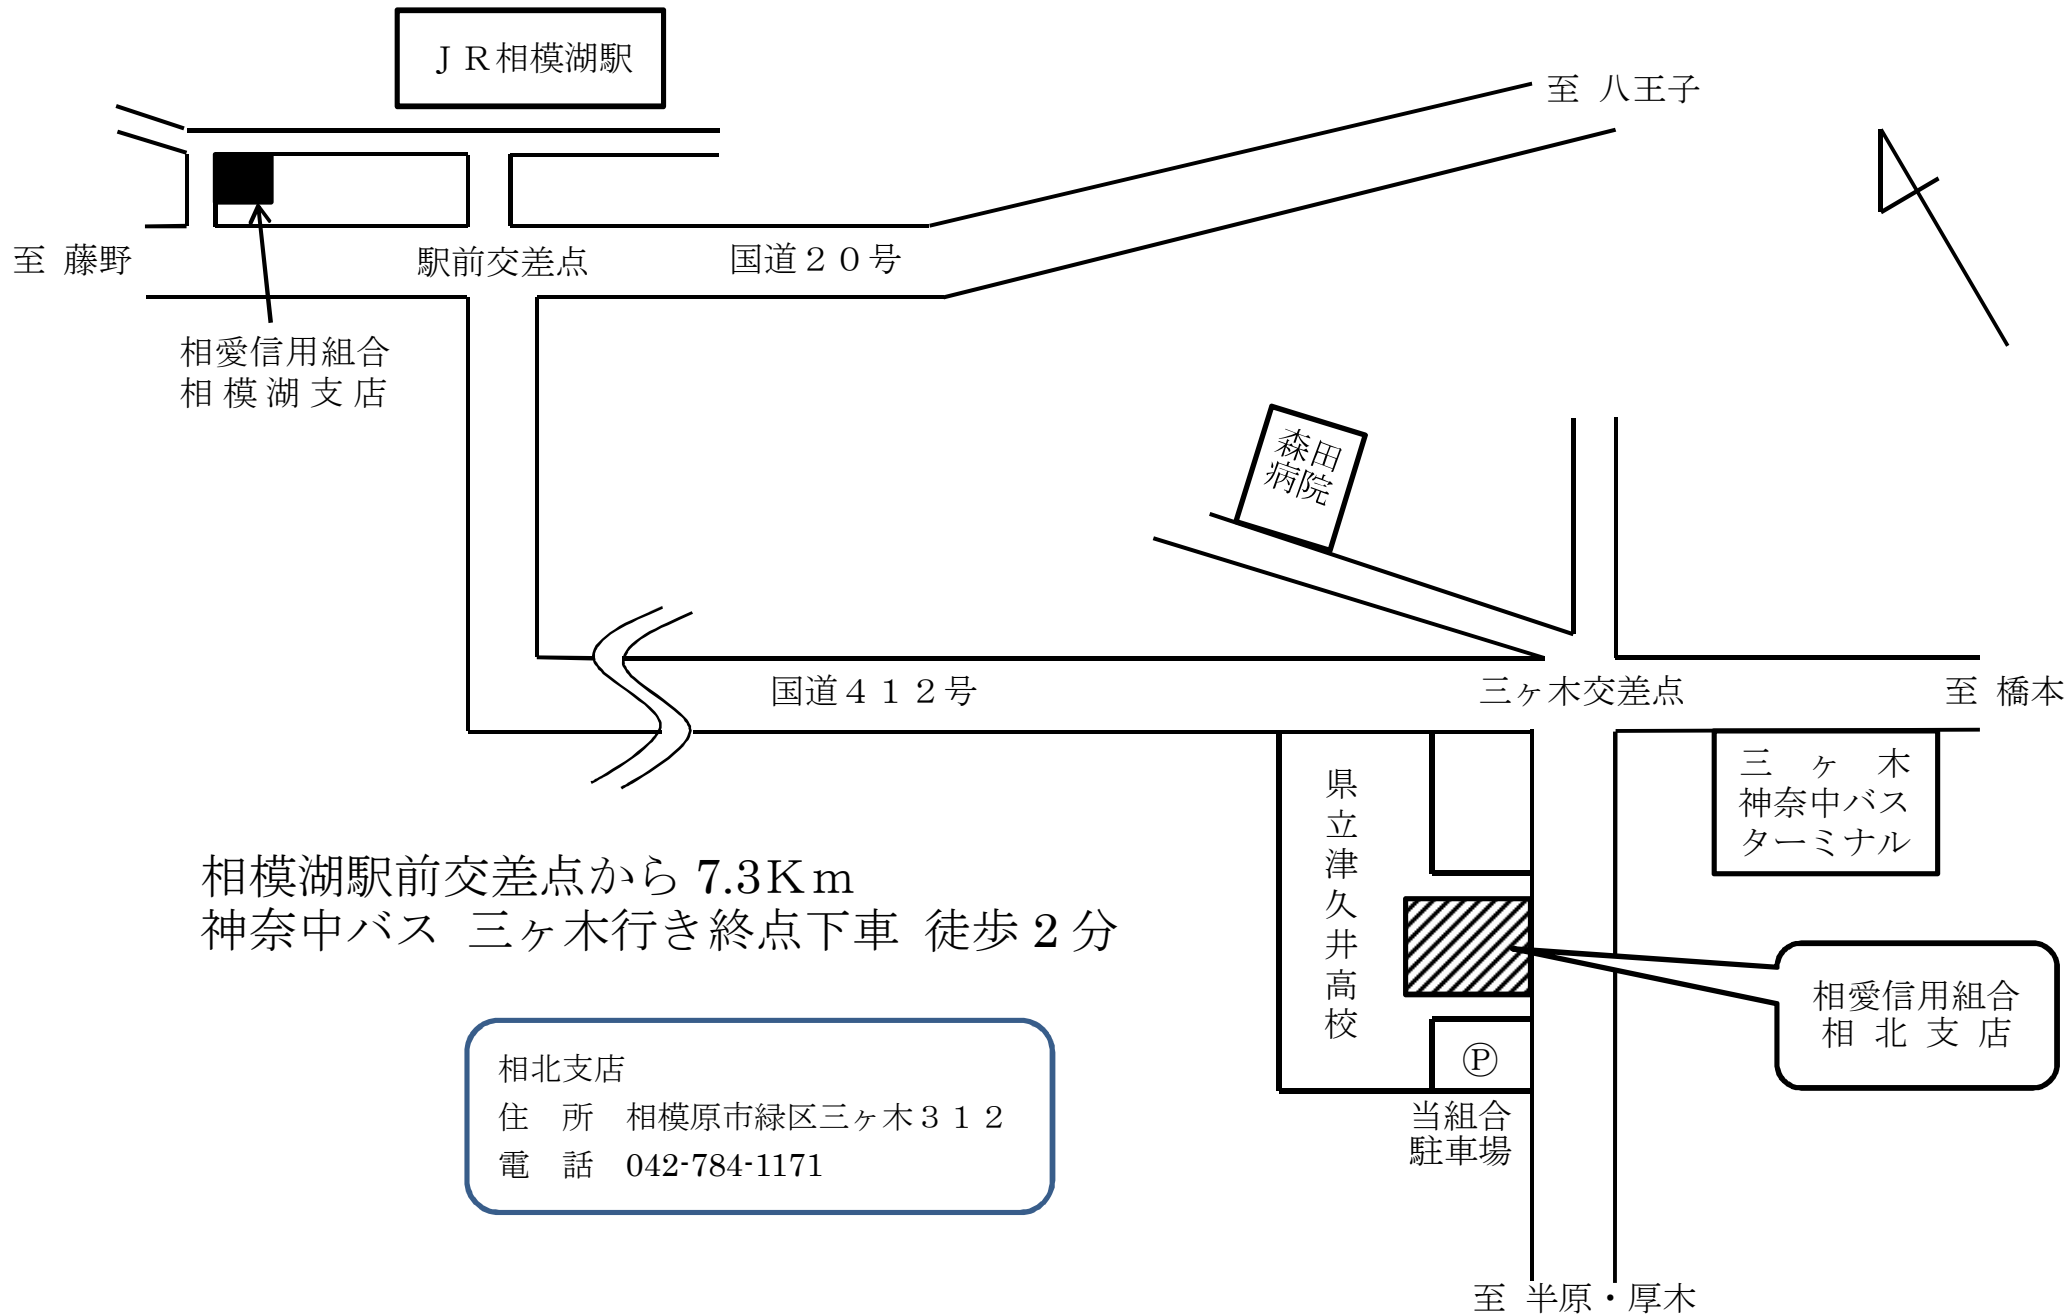 ＪＲ相模湖駅
至 八王子
至 藤野
駅前交差点
国道２０号
相愛信用組合
相模湖支店
森田
病院
国道４１２号
三ヶ木交差点
至 橋本
三ヶ木
神奈中バス
ターミナル
県立津久井高校
相模湖駅前交差点から 7.3Kｍ
神奈中バス 三ヶ木行き終点下車 徒歩 2 分
相愛信用組合
相北支店
Ⓟ
当組合
駐車場
相北支店
住　所　相模原市緑区三ヶ木３１２
電　話　042-784-1171
至 半原・厚木